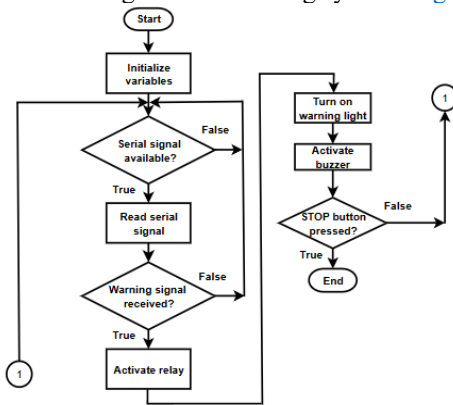 Start
Initialize
variables
Serial signal
available?
False
True
Read serial
signal
Warning signal
received?
False
True
Activate relay
1
Turn on
warning light
Activate
buzzer
STOP button
pressed?
False
True
End
1